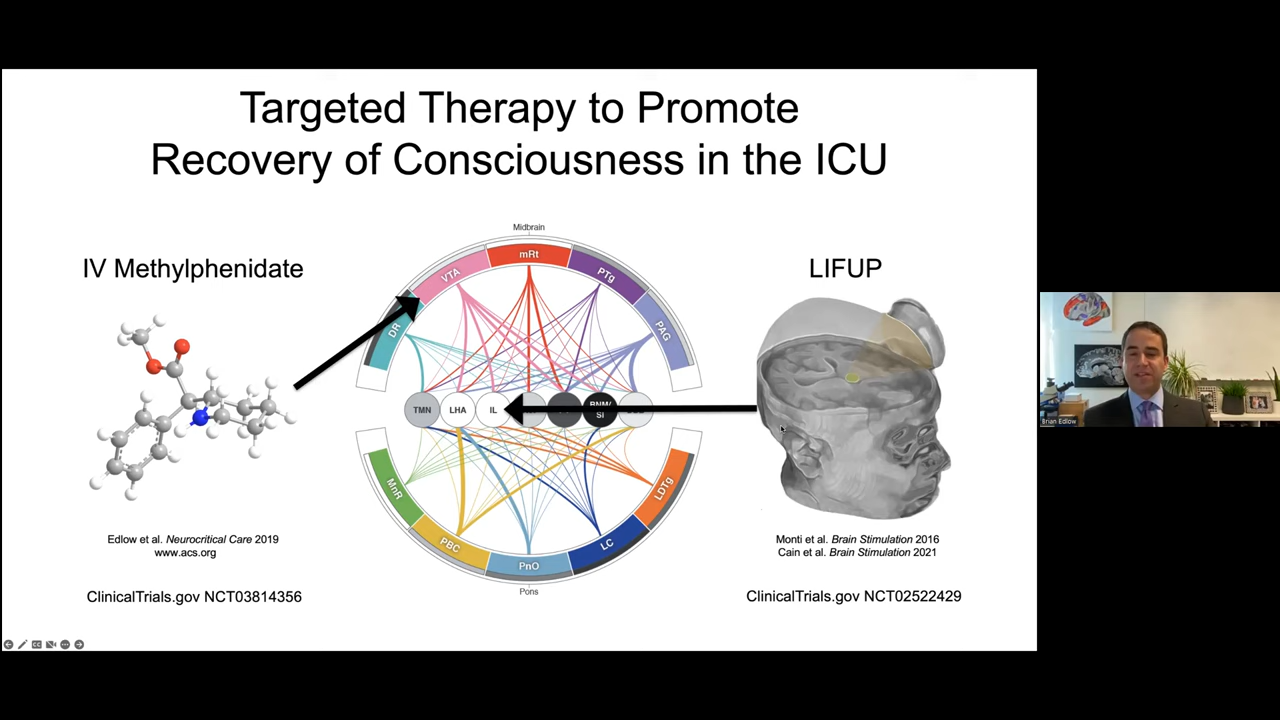 Targeted Therapy to Promote
Recovery of Consciousness in the ICU
IV Methylphenidate
LIFUP
Midbrain
DR
VTA
mRt
PTg
PAG
TMN
LHA
IL
BNM/
SI
MnR
PBC
PnO
LC
LDTg
Pons
Edlow et al. Neurocritical Care 2019
www.acs.org
ClinicalTrials.gov NCT03814356
Monti et al. Brain Stimulation 2016
Cain et al. Brain Stimulation 2021
ClinicalTrials.gov NCT02522429
Brian Edlow